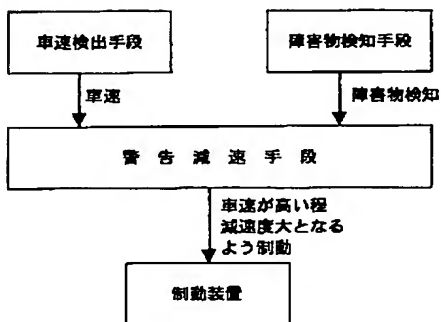 車速検出手段
障害物検知手段
車速
障害物検知
警告減速手段
車速が高い程
減速度大となる
よう制動
制動装置